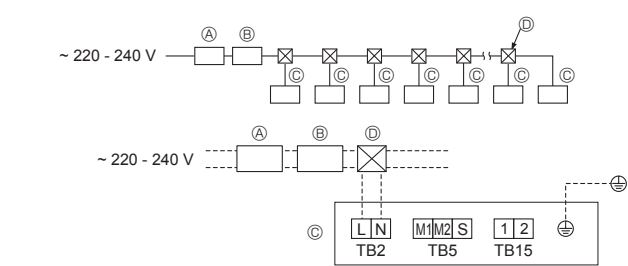 Ⓐ Ⓑ Ⓓ
~ 220 - 240 V
Ⓒ Ⓒ Ⓒ Ⓒ Ⓒ Ⓒ Ⓒ
Ⓐ Ⓑ Ⓓ
~ 220 - 240 V
Ⓒ L N M1 M2 S 1 2
TB2 TB5 TB15